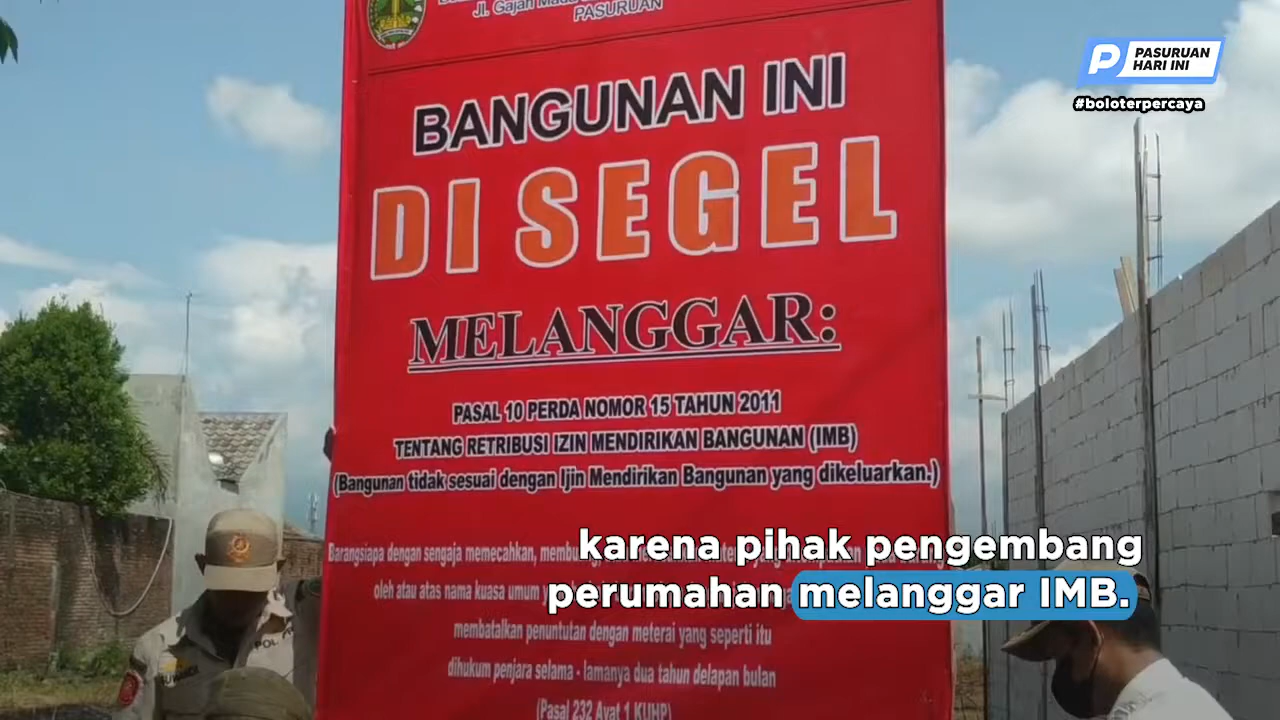 Jl. Gajah Mada
PASURUAN
PASURUAN
HARI INI
#boloterpercaya
BANGUNAN INI
DI SEGEL
MELANGGAR:
PASAL 10 PERDA NOMOR 15 TAHUN 2011
TENTANG RETRIBUSI IZIN MENDIRIKAN BANGUNAN (IMB)
(Bangunan tidak sesuai dengan Ijin Mendirikan Bangunan yang dikeluarkan.)
Barangsiapa dengan sengaja memecahkan,
oleh atau atas nama kuasa umum
membatalkan penuntutan dengan meterai yang seperti itu
dihukum penjara selama - lamanya dua tahun delapan bulan
(Pasal 232 Ayat 1 KUHP)
karena pihak pengembang
perumahan melanggar IMB.
POL